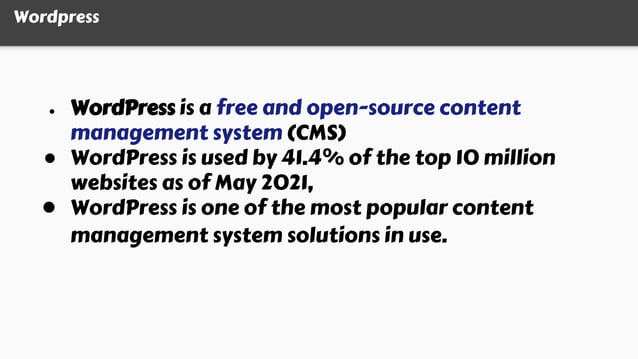 Wordpress
● WordPress is a free and open-source content
management system (CMS)
● WordPress is used by 41.4% of the top 10 million
websites as of May 2021,
● WordPress is one of the most popular content
management system solutions in use.